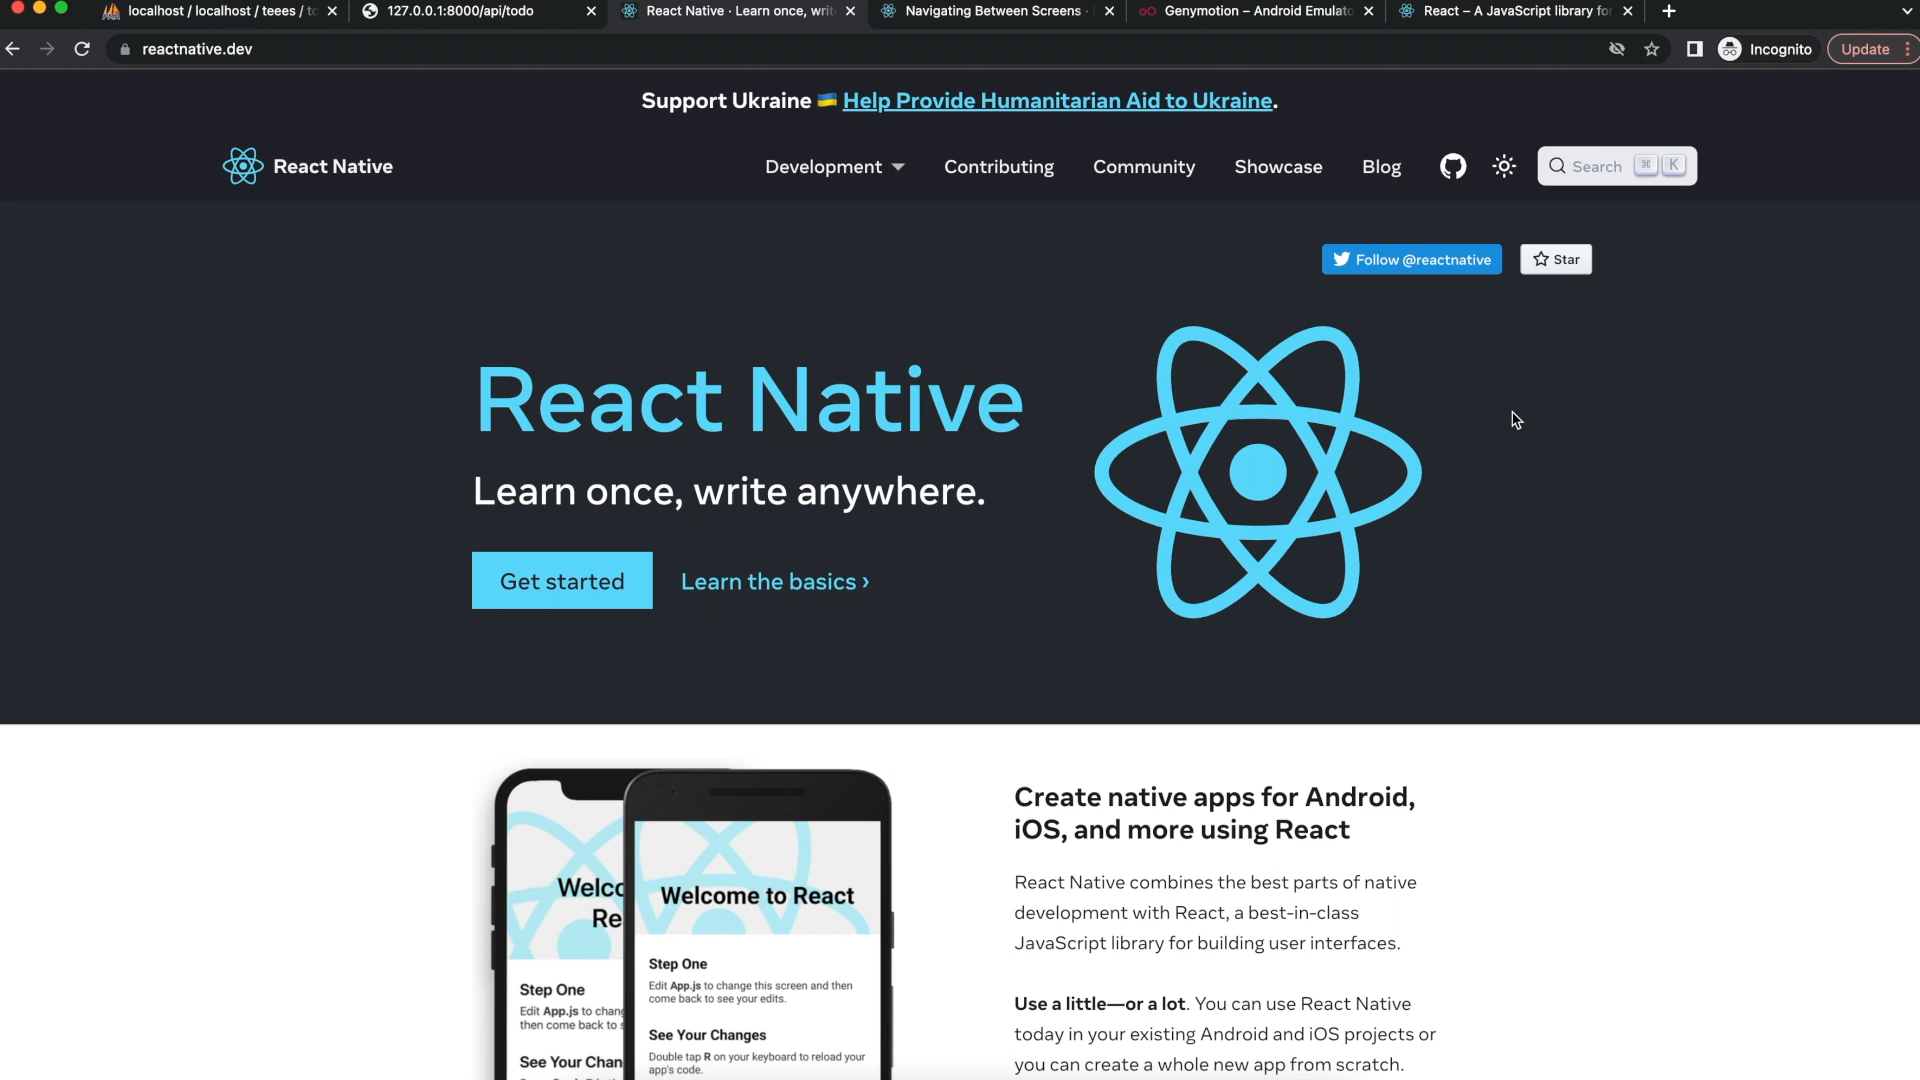 localhost / localhost / teees / to
127.0.0.1:8000/api/todo
React Native · Learn once, writ
Navigating Between Screens ·
Genymotion – Android Emulato
React – A JavaScript library for
reactnative.dev
Incognito
Update
Support Ukraine 🇺🇦 Help Provide Humanitarian Aid to Ukraine.
React Native
Development
Contributing
Community
Showcase
Blog
Search ⌘ K
Follow @reactnative
Star
React Native
Learn once, write anywhere.
Get started
Learn the basics ›
Welco
Re
Step One
Edit App.js to chang
then come back to s
See Your Chan
Welcome to React
Step One
Edit App.js to change this screen and then
come back to see your edits.
See Your Changes
Double tap R on your keyboard to reload your
app's code.
Create native apps for Android,
iOS, and more using React
React Native combines the best parts of native
development with React, a best-in-class
JavaScript library for building user interfaces.
Use a little—or a lot. You can use React Native
today in your existing Android and iOS projects or
you can create a whole new app from scratch.